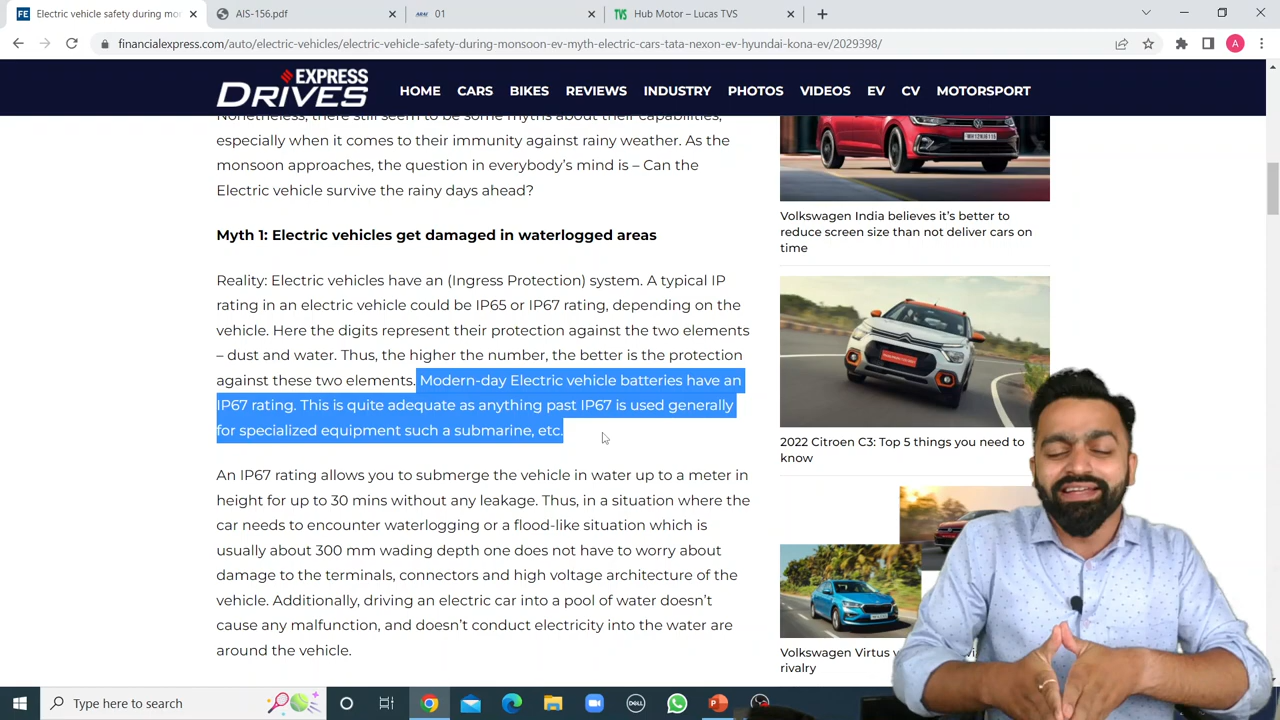 Electric vehicle safety during mo
AIS-156.pdf
01
TVS
Hub Motor – Lucas TVS
financialexpress.com/auto/electric-vehicles/electric-vehicle-safety-during-monsoon-ev-myth-electric-cars-tata-nexon-ev-hyundai-kona-ev/2029398/
A
EXPRESS
DRIVES
HOME CARS BIKES REVIEWS INDUSTRY PHOTOS VIDEOS EV CV MOTORSPORT
Nonetheless, there still seem to be some myths about their capabilities,
especially when it comes to their immunity against rainy weather. As the
monsoon approaches, the question in everybody's mind is – Can the
Electric vehicle survive the rainy days ahead?
Myth 1: Electric vehicles get damaged in waterlogged areas
Reality: Electric vehicles have an (Ingress Protection) system. A typical IP
rating in an electric vehicle could be IP65 or IP67 rating, depending on the
vehicle. Here the digits represent their protection against the two elements
– dust and water. Thus, the higher the number, the better is the protection
against these two elements. Modern-day Electric vehicle batteries have an
IP67 rating. This is quite adequate as anything past IP67 is used generally
for specialized equipment such a submarine, etc.
An IP67 rating allows you to submerge the vehicle in water up to a meter in
height for up to 30 mins without any leakage. Thus, in a situation where the
car needs to encounter waterlogging or a flood-like situation which is
usually about 300 mm wading depth one does not have to worry about
damage to the terminals, connectors and high voltage architecture of the
vehicle. Additionally, driving an electric car into a pool of water doesn't
cause any malfunction, and doesn't conduct electricity into the water are
around the vehicle.
Volkswagen India believes it's better to
reduce screen size than not deliver cars on
time
2022 Citroen C3: Top 5 things you need to
know
Volkswagen Virtus
rivalry
Type here to search
DELL